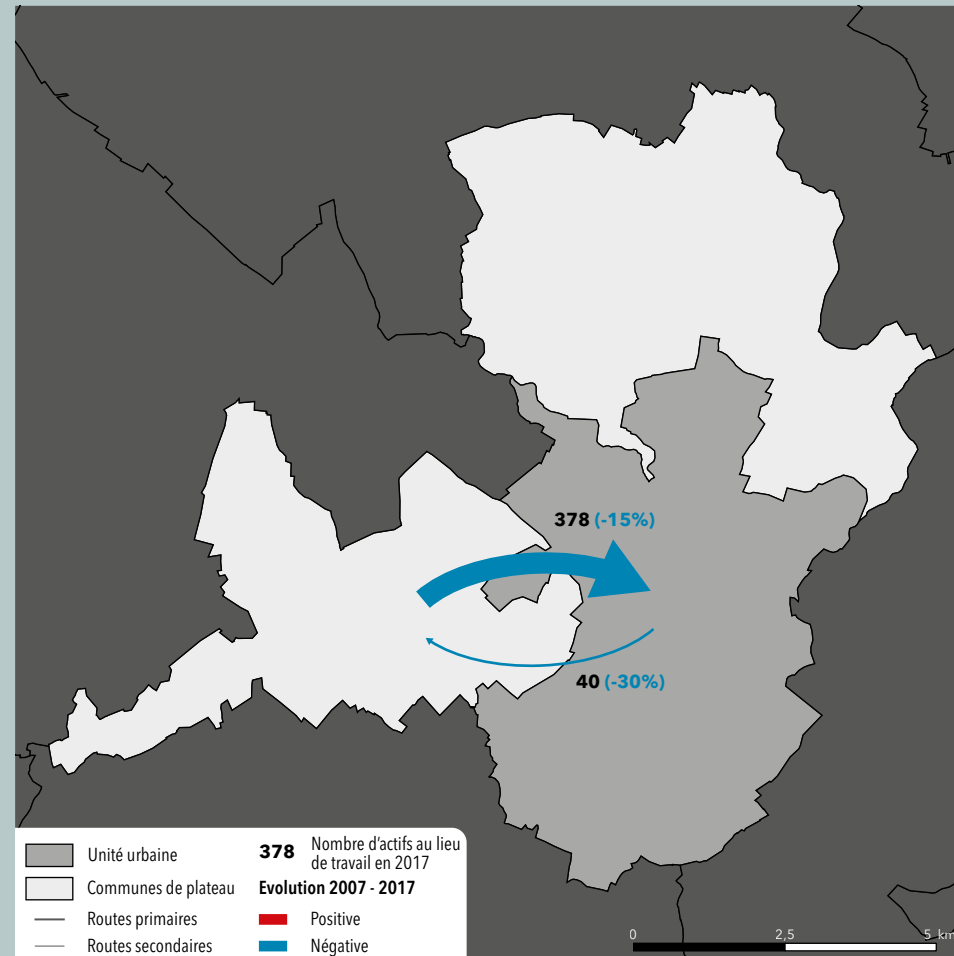 378 (-15%)
40 (-30%)
Unité urbaine
Communes de plateau
Routes primaires
Routes secondaires
378 Nombre d'actifs au lieu
de travail en 2017
Evolution 2007 - 2017
Positive
Négative
0 2,5 5 km